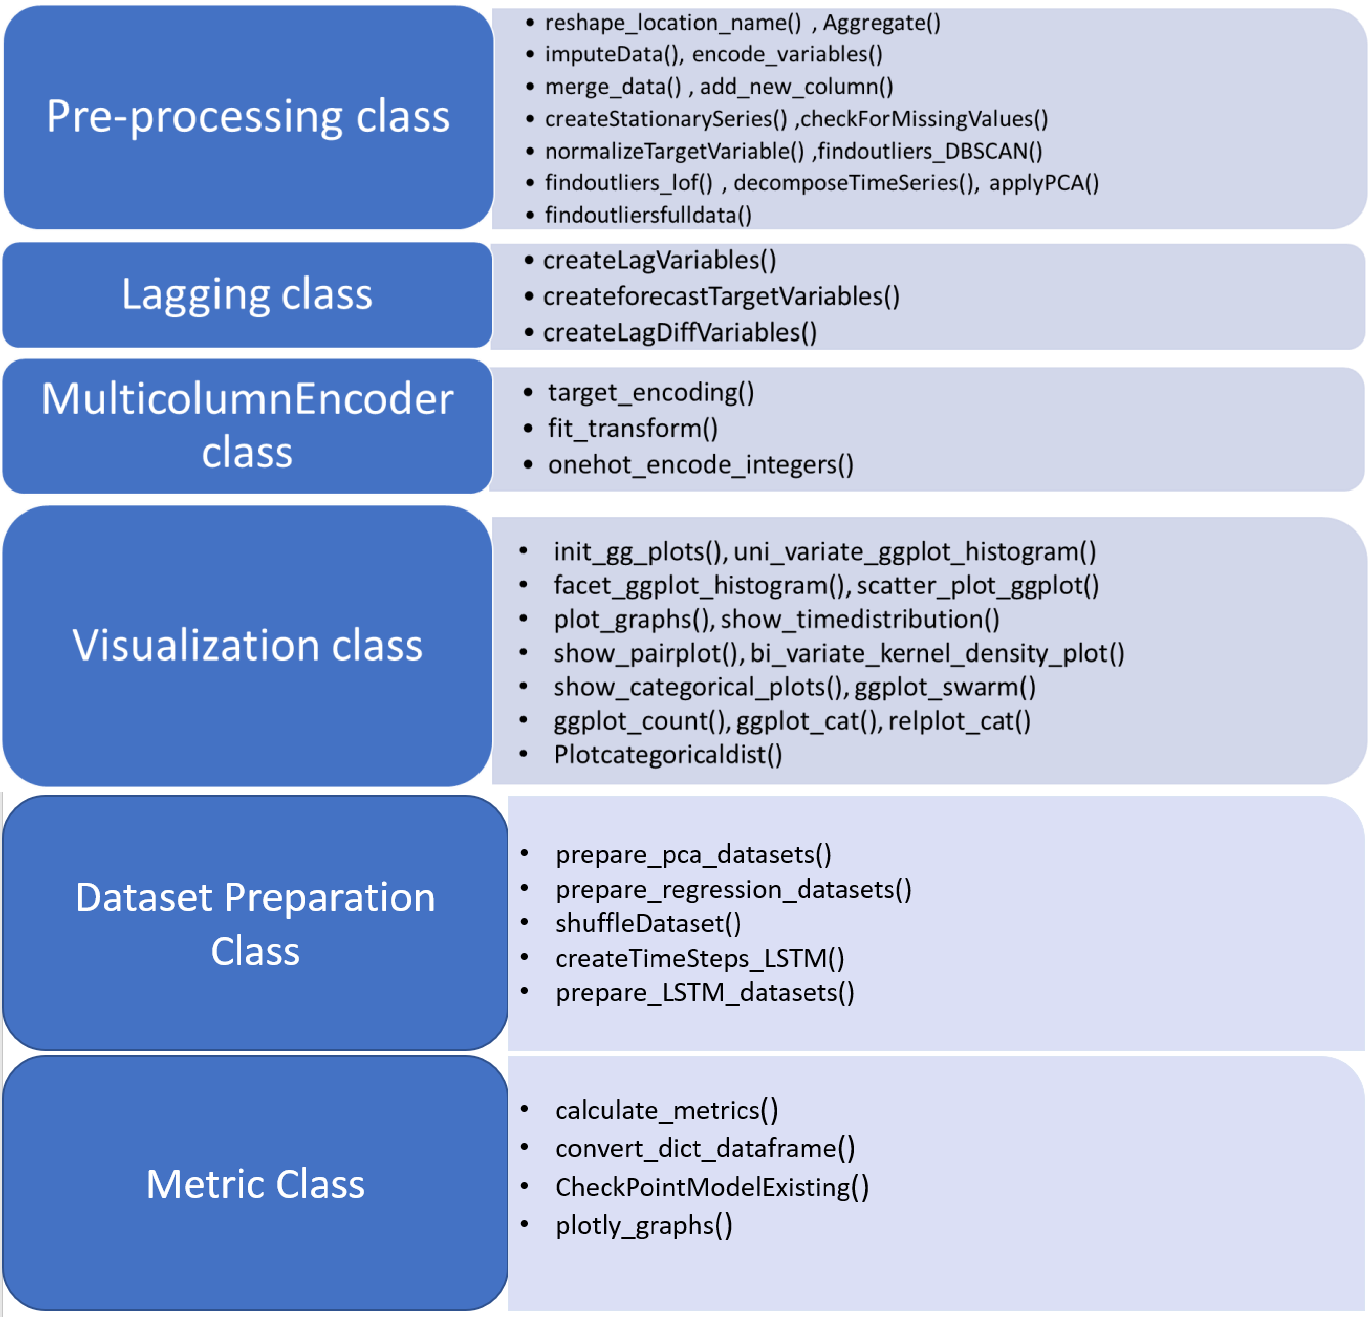 Pre-processing class
• reshape_location_name() , Aggregate()
• imputeData(), encode_variables()
• merge_data() , add_new_column()
• createStationarySeries() ,checkForMissingValues()
• normalizeTargetVariable() ,findoutliers_DBSCAN()
• findoutliers_lof() , decomposeTimeSeries(), applyPCA()
• findoutliersfulldata()
Lagging class
• createLagVariables()
• createforecastTargetVariables()
• createLagDiffVariables()
MulticolumnEncoder
class
• target_encoding()
• fit_transform()
• onehot_encode_integers()
Visualization class
• init_gg_plots(), uni_variate_ggplot_histogram()
• facet_ggplot_histogram(), scatter_plot_ggplot()
• plot_graphs(), show_timedistribution()
• show_pairplot(), bi_variate_kernel_density_plot()
• show_categorical_plots(), ggplot_swarm()
• ggplot_count(), ggplot_cat(), relplot_cat()
• Plotcategoricaldist()
Dataset Preparation
Class
• prepare_pca_datasets()
• prepare_regression_datasets()
• shuffleDataset()
• createTimeSteps_LSTM()
• prepare_LSTM_datasets()
Metric Class
• calculate_metrics()
• convert_dict_dataframe()
• CheckPointModelExisting()
• plotly_graphs()